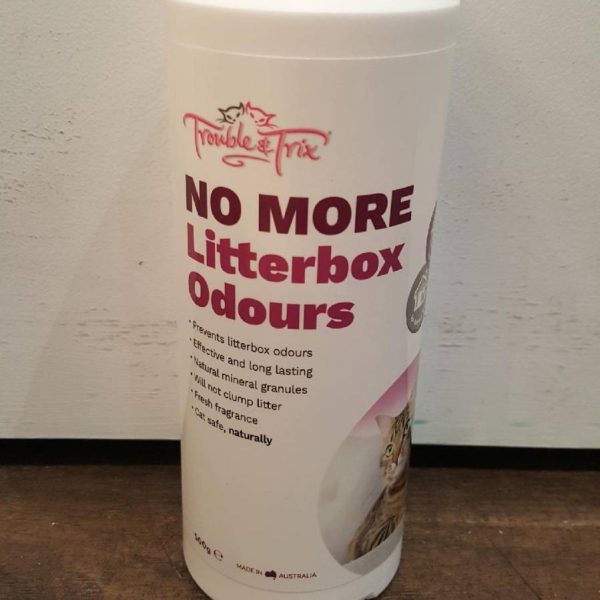 Trouble & Trix
NO MORE
Litterbox
Odours
• Prevents litterbox odours
• Effective and long lasting
• Natural mineral granules
• Will not clump litter
• Fresh fragrance
• Cat safe, naturally
500g ℮
MADE IN AUSTRALIA